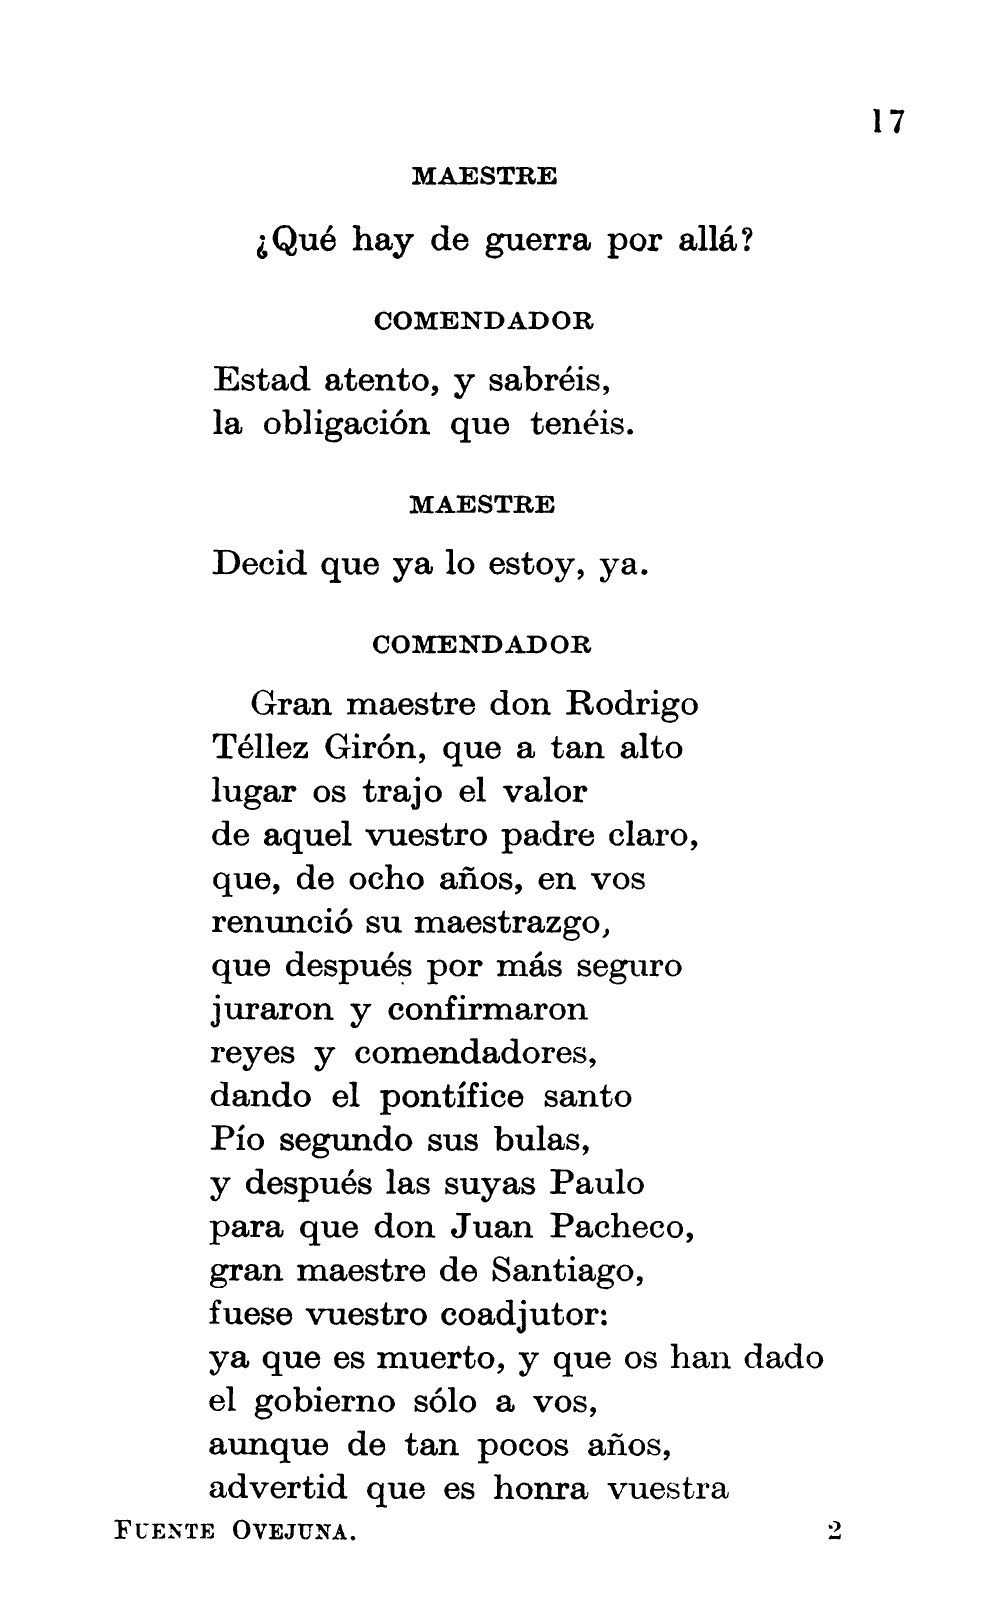 17
MAESTRE
¿Qué hay de guerra por allá?
COMENDADOR
Estad atento, y sabréis,
la obligación que tenéis.
MAESTRE
Decid que ya lo estoy, ya.
COMENDADOR
Gran maestre don Rodrigo
Téllez Girón, que a tan alto
lugar os trajo el valor
de aquel vuestro padre claro,
que, de ocho años, en vos
renunció su maestrazgo,
que después por más seguro
juraron y confirmaron
reyes y comendadores,
dando el pontífice santo
Pío segundo sus bulas,
y después las suyas Paulo
para que don Juan Pacheco,
gran maestre de Santiago,
fuese vuestro coadjutor:
ya que es muerto, y que os han dado
el gobierno sólo a vos,
aunque de tan pocos años,
advertid que es honra vuestra
FUENTE OVEJUNA. 2